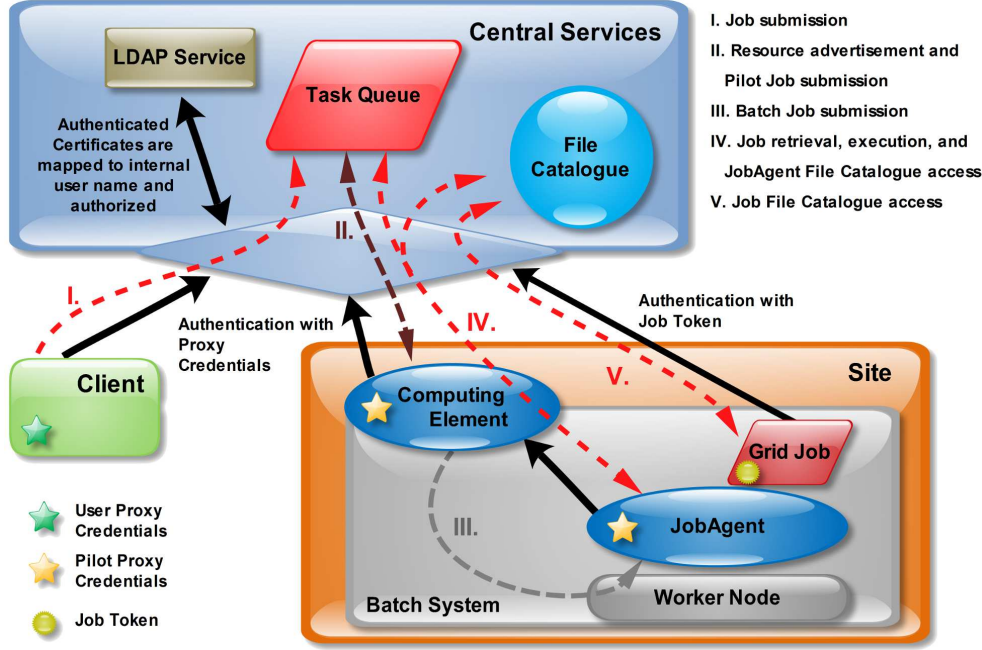 Central Services
LDAP Service
Task Queue
File
Catalogue
Authenticated
Certificates are
mapped to internal
user name and
authorized
I. Job submission
II. Resource advertisement and
Pilot Job submission
III. Batch Job submission
IV. Job retrieval, execution, and
JobAgent File Catalogue access
V. Job File Catalogue access
I.
II.
Authentication with
Proxy
Credentials
IV.
Authentication with
Job Token
V.
Client
Site
Computing
Element
Grid Job
JobAgent
III.
Worker Node
Batch System
User Proxy
Credentials
Pilot Proxy
Credentials
Job Token